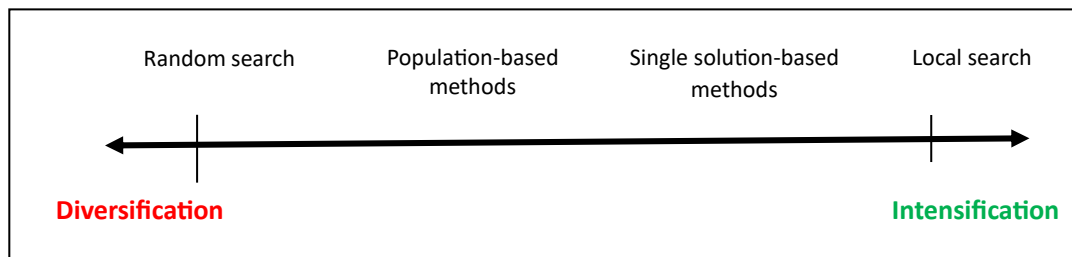 Random search
Population-based
methods
Single solution-based
methods
Local search
Diversification
Intensification